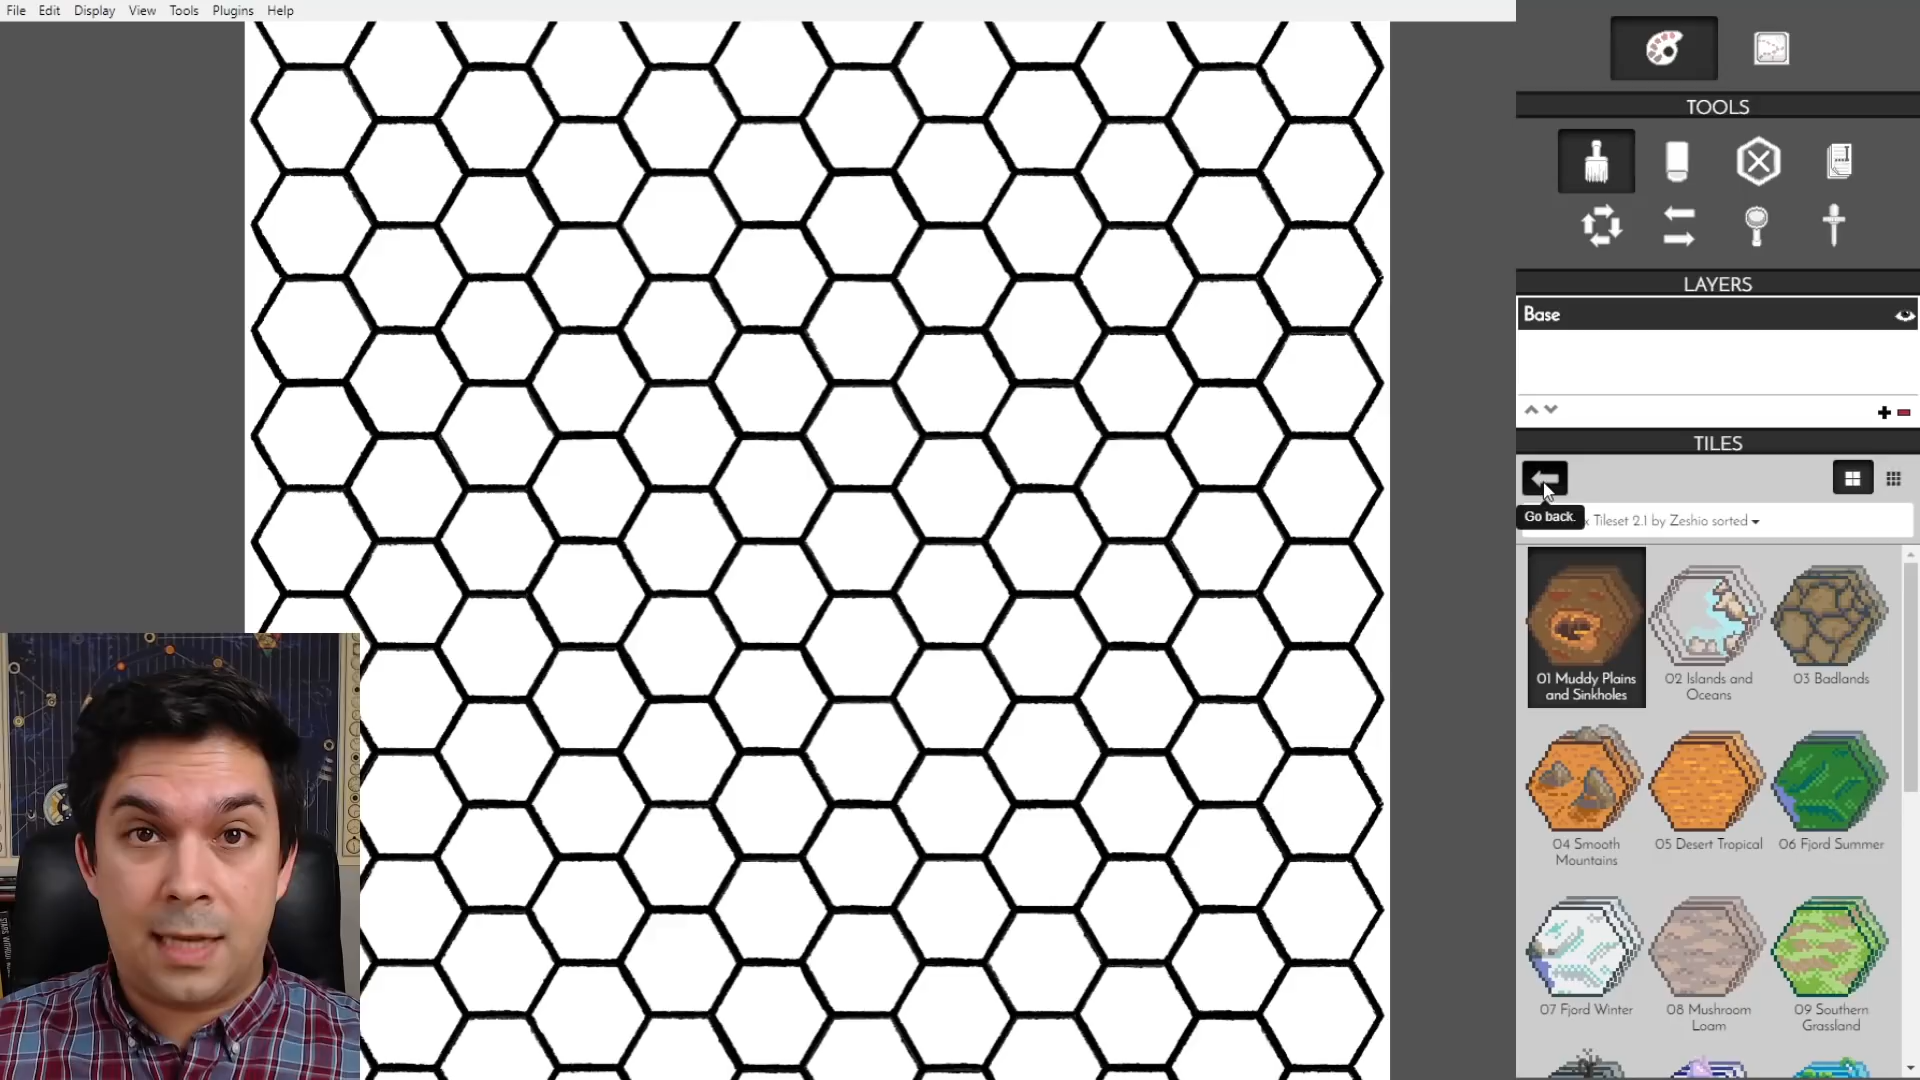 File Edit Display View Tools Plugins Help
TOOLS
LAYERS
Base
TILES
Go back.
Tileset 2.1 by Zeshio sorted
01 Muddy Plains
and Sinkholes
02 Islands and
Oceans
03 Badlands
04 Smooth
Mountains
05 Desert Tropical
06 Fjord Summer
07 Fjord Winter
08 Mushroom
Loam
09 Southern
Grassland